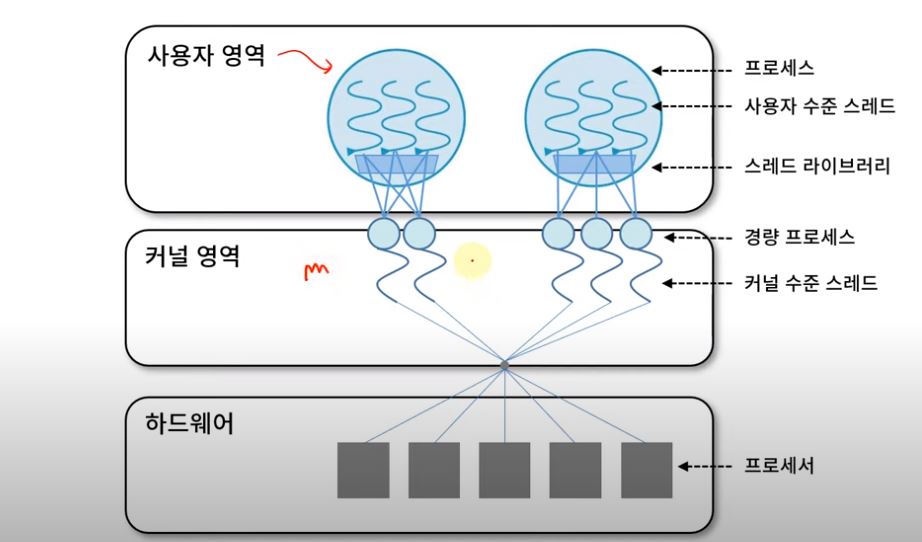 사용자 영역
프로세스
사용자 수준 스레드
스레드 라이브러리
커널 영역
m
경량 프로세스
커널 수준 스레드
하드웨어
프로세서